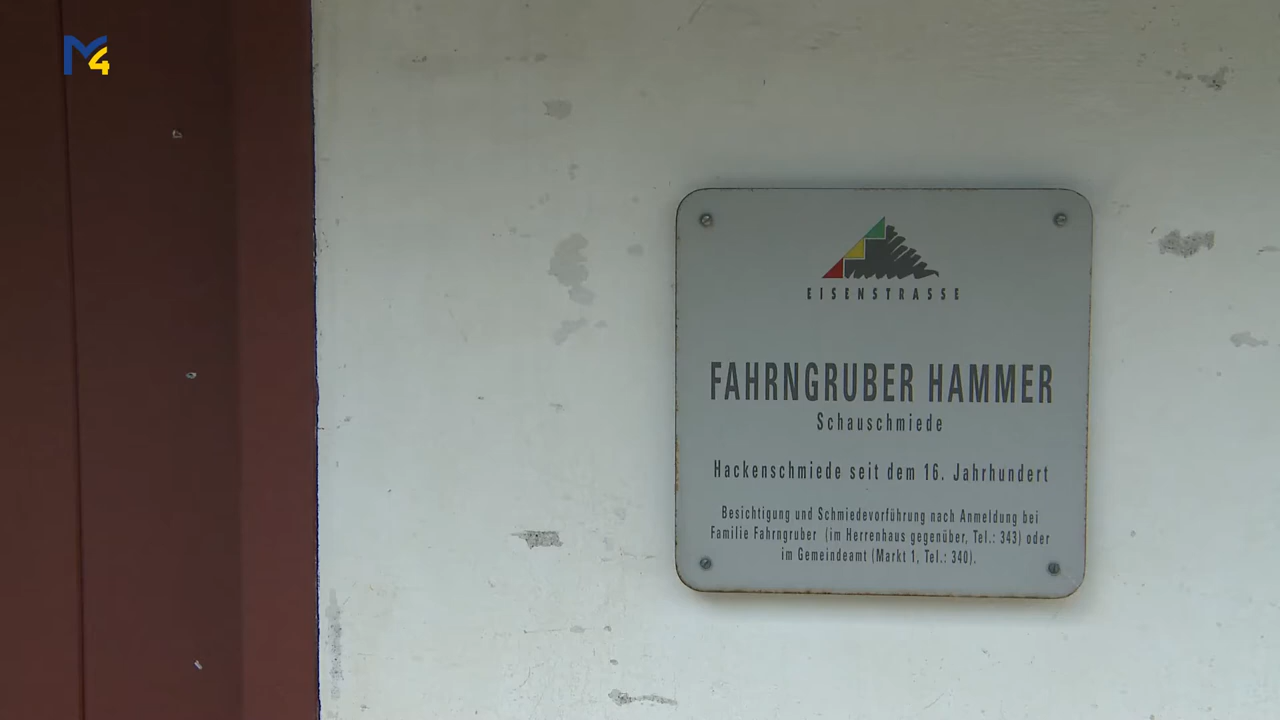 M4
EISENSTRASSE
FAHRNGRUBER HAMMER
Schauschmiede
Hackenschmiede seit dem 16. Jahrhundert
Besichtigung und Schmiedevorführung nach Anmeldung bei
Familie Fahrngruber (im Herrenhaus gegenüber, Tel.: 343) oder
im Gemeindeamt (Markt 1, Tel.: 340).